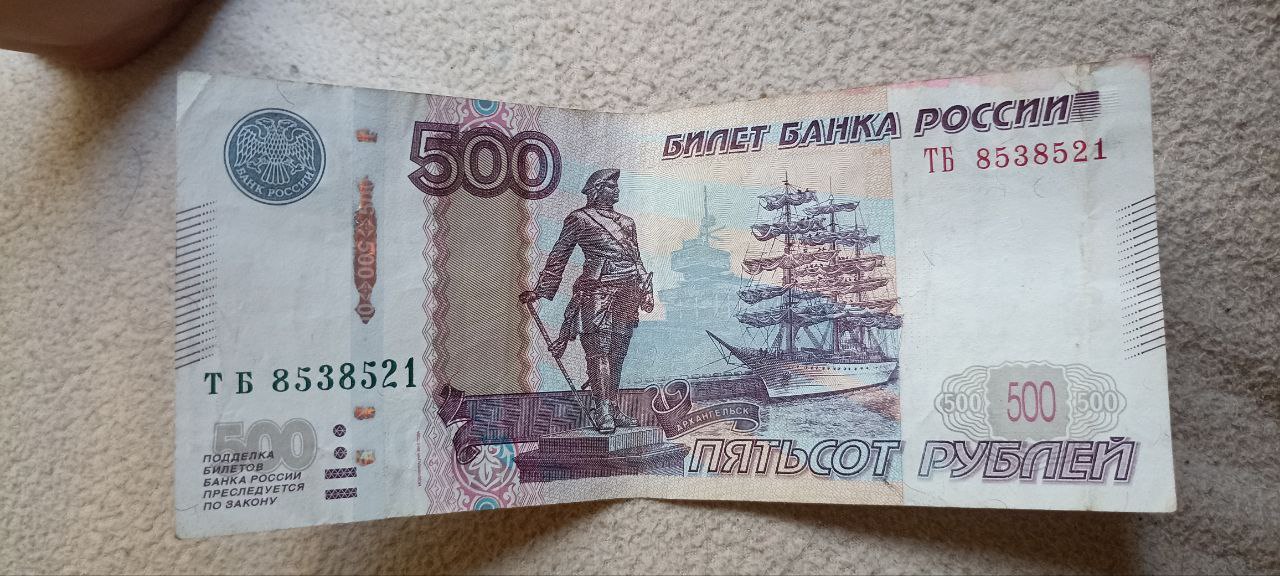 БАНК РОССИИ
500
БИЛЕТ БАНКА РОССИИ
ТБ 8538521
500
АРХАНГЕЛЬСК
ТБ 8538521
500
ПОДДЕЛКА
БИЛЕТОВ
БАНКА РОССИИ
ПРЕСЛЕДУЕТСЯ
ПО ЗАКОНУ
500 500 500
ПЯТЬСОТ РУБЛЕЙ